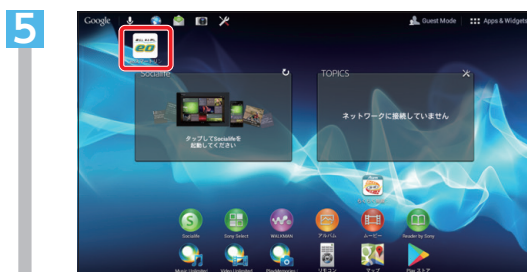 5
Google
Guest Mode
Apps & Widgets
eo
Socialife
TOPICS
タップしてSocialifeを
起動してください
ネットワークに接続していません
Socialife
Sony Select
WALKMAN
アルバム
ムービー
Reader by Sony
Music Unlimited
Video Unlimited
PlayMemories
リモコン
マップ
Play ストア